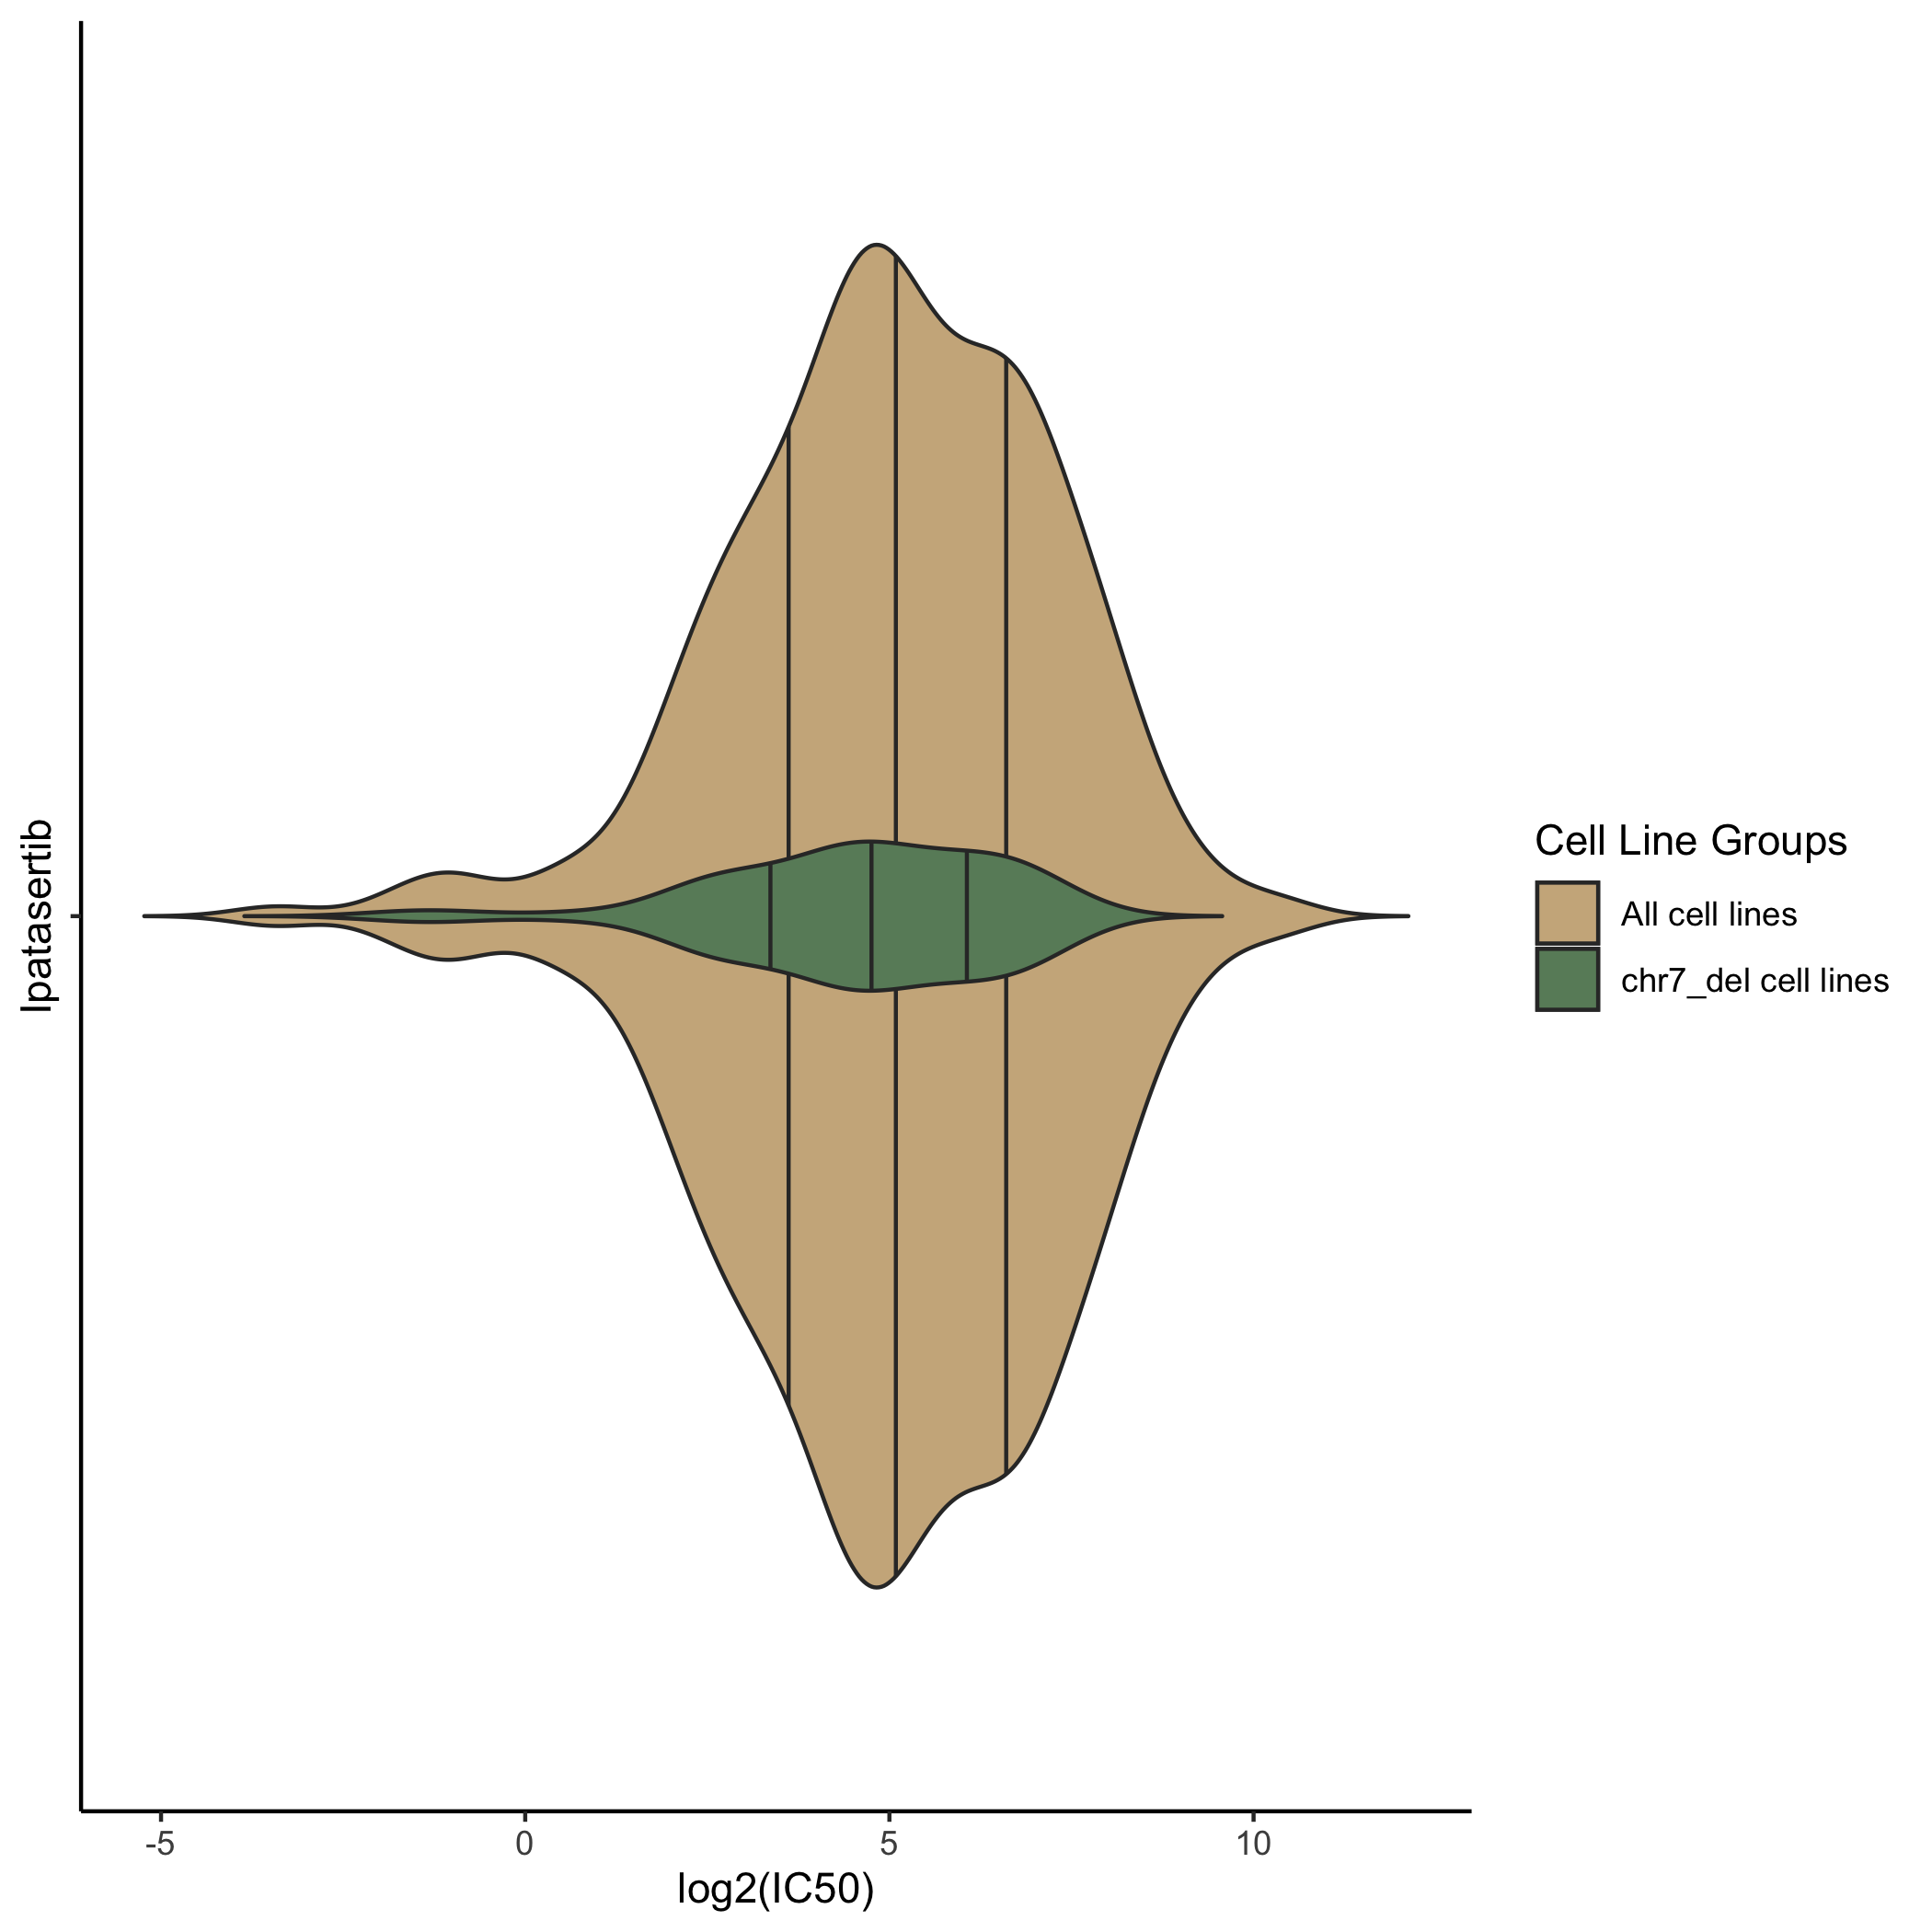 Ipatasertib
-5
0
5
10
log2(IC50)
Cell Line Groups
All cell lines
chr7_del cell lines